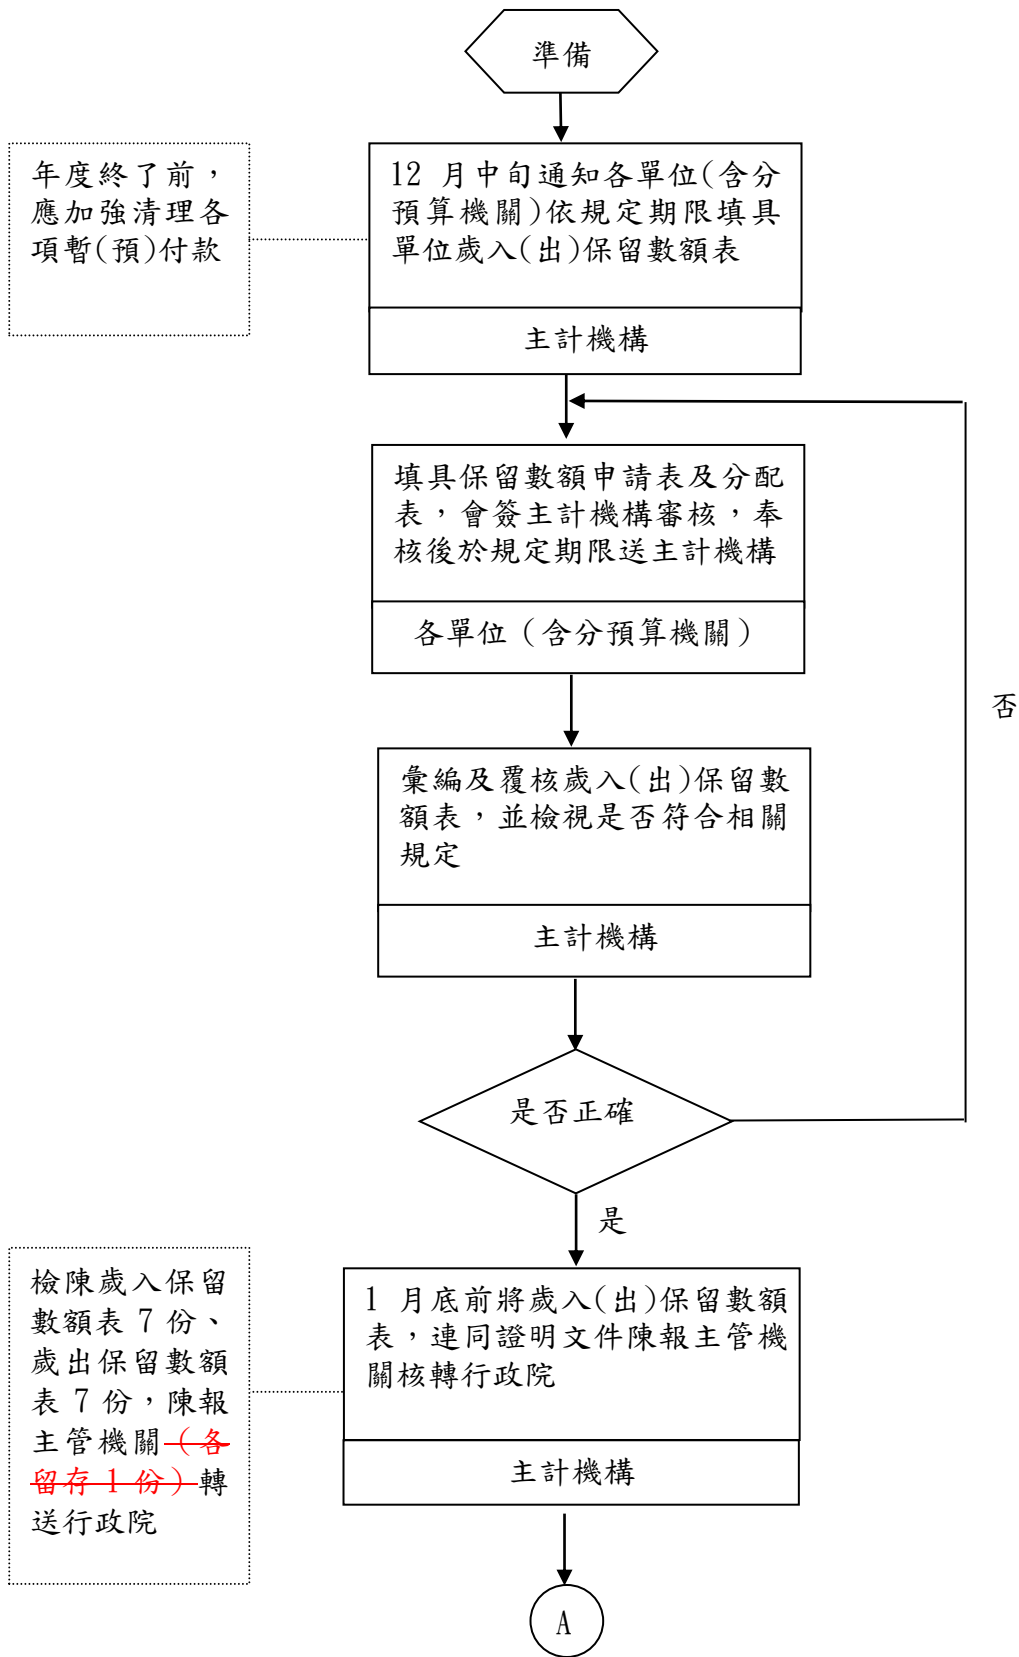 準備
年度終了前，
應加強清理各
項暫(預)付款
12 月中旬通知各單位(含分
預算機關)依規定期限填具
單位歲入(出)保留數額表
主計機構
填具保留數額申請表及分配
表，會簽主計機構審核，奉
核後於規定期限送主計機構
各單位（含分預算機關）
否
彙編及覆核歲入(出)保留數
額表，並檢視是否符合相關
規定
主計機構
是否正確
是
檢陳歲入保留
數額表 7 份、
歲出保留數額
表 7 份，陳報
主管機關（各
留存 1 份）轉
送行政院
1 月底前將歲入(出)保留數額
表，連同證明文件陳報主管機
關核轉行政院
主計機構
A